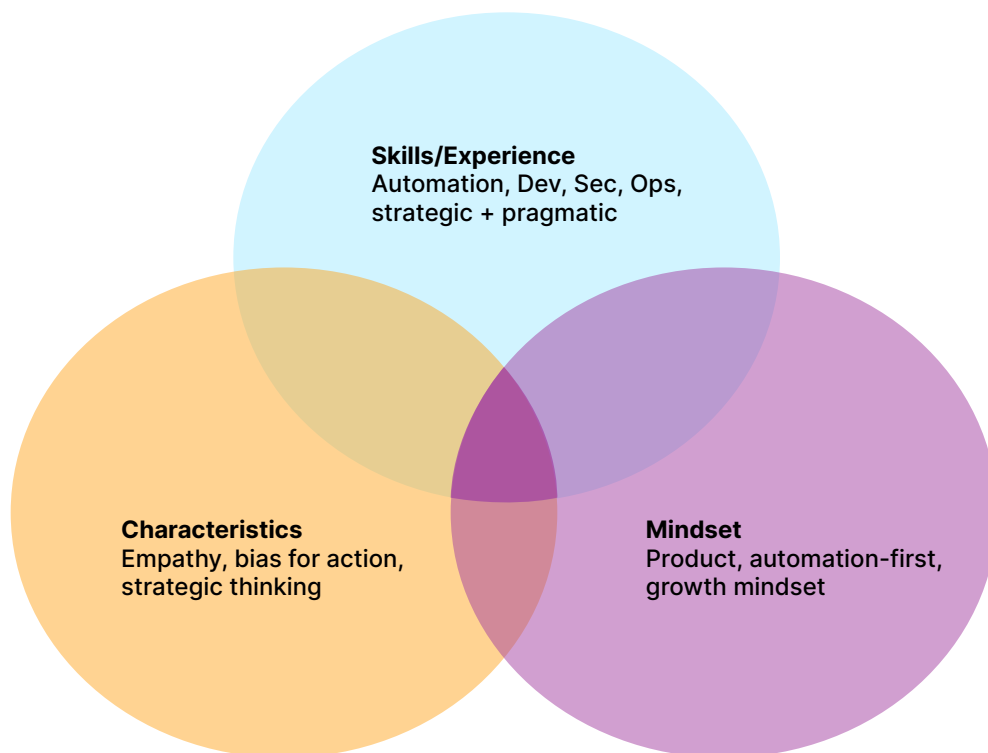 Skills/Experience
Automation, Dev, Sec, Ops,
strategic + pragmatic
Characteristics
Empathy, bias for action,
strategic thinking
Mindset
Product, automation-first,
growth mindset